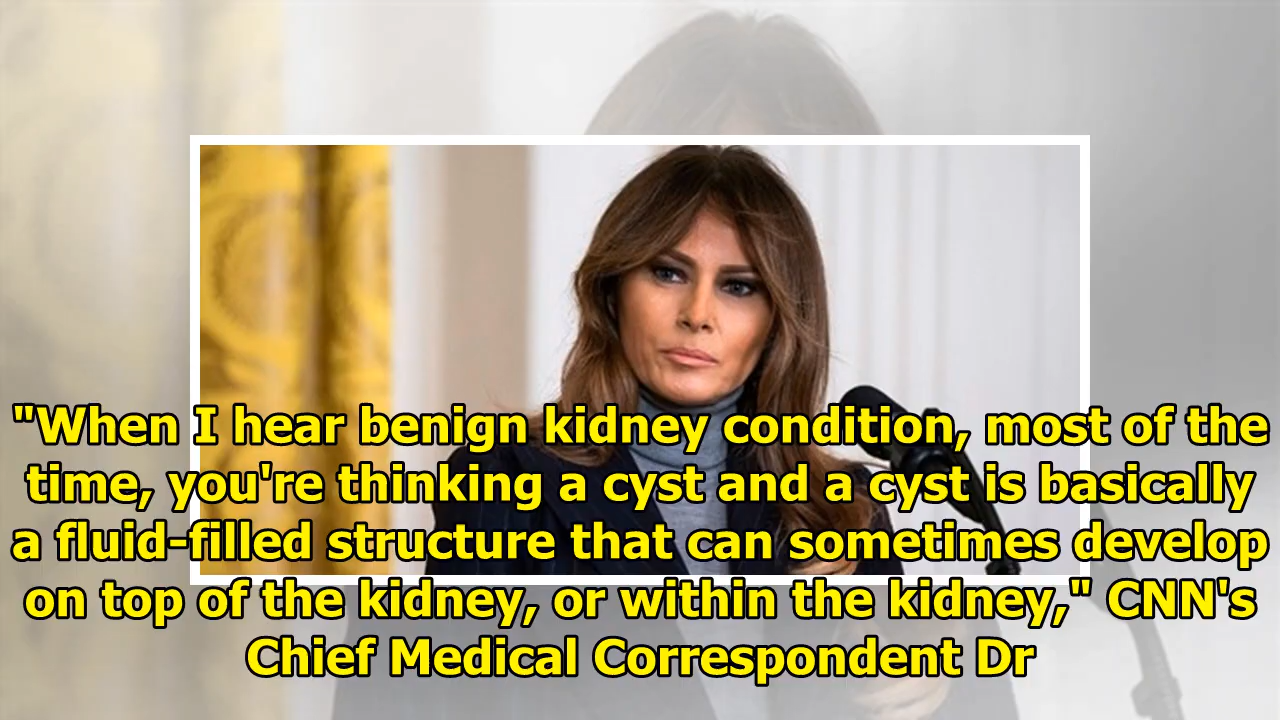 "When I hear benign kidney condition, most of the
time, you're thinking a cyst and a cyst is basically
a fluid-filled structure that can sometimes develop
on top of the kidney, or within the kidney," CNN's
Chief Medical Correspondent Dr